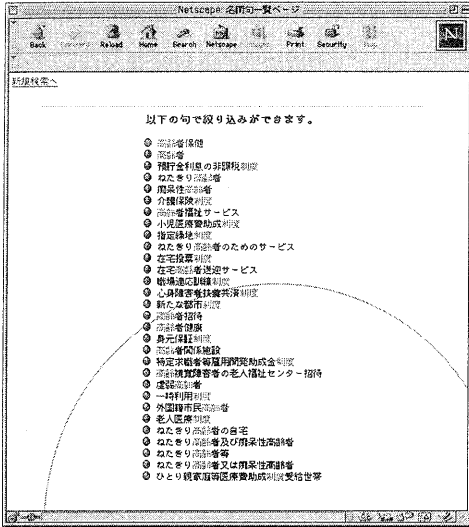 Netscape: 名詞句一覧ページ
Back Forward Reload Home Search Netscape Images Print Security Stop
新規検索へ
以下の句で絞り込みができます。
高齢者保健
高齢者
預貯金利息の非課税制度
ねたきり高齢者
痴呆性高齢者
介護保険制度
高齢者福祉サービス
小児医療費助成制度
指定緑地制度
ねたきり高齢者のためのサービス
在宅投票制度
在宅高齢者送迎サービス
職場適応訓練制度
心身障害者扶養共済制度
新たな都市制度
高齢者招待
高齢者健康
身元保証制度
高齢者関係施設
特定求職者等雇用開発助成金制度
高齢視覚障害者の老人福祉センター招待
虚弱高齢者
一時利用制度
外国籍市民高齢者
老人医療制度
ねたきり高齢者の自宅
ねたきり高齢者及び痴呆性高齢者
ねたきり高齢者等
ねたきり高齢者又は痴呆性高齢者
ひとり親家庭等医療費助成制度受給世帯